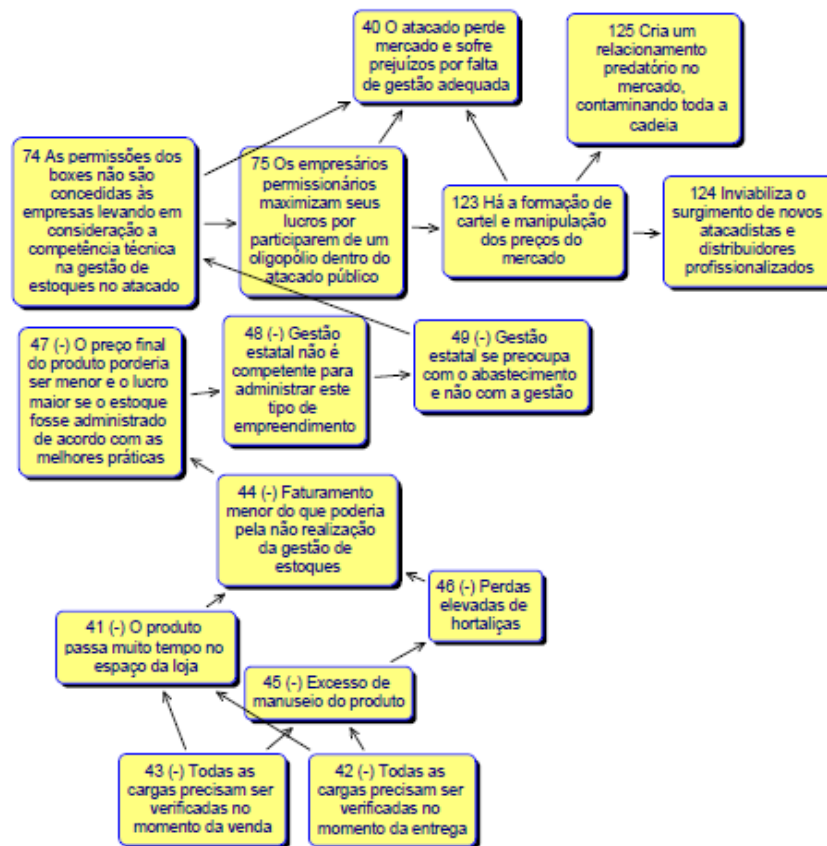 40 O atacado perde
mercado e sofre
prejuízos por falta
de gestão adequada
125 Cria um
relacionamento
predatório no
mercado,
contaminando toda a
cadeia
74 As permissões dos
boxes não são
concedidas às
empresas levando em
consideração a
competência técnica
na gestão de
estoques no atacado
75 Os empresários
permissionários
maximizam seus
lucros por
participarem de um
oligopólio dentro do
atacado público
123 Há a formação de
cartel e manipulação
dos preços do
mercado
124 Inviabiliza o
surgimento de novos
atacadistas e
distribuidores
profissionalizados
47 (-) O preço final
do produto porderia
ser menor e o lucro
maior se o estoque
fosse administrado
de acordo com as
melhores práticas
48 (-) Gestão
estatal não é
competente para
administrar este
tipo de
empreendimento
49 (-) Gestão
estatal se preocupa
com o abastecimento
e não com a gestão
44 (-) Faturamento
menor do que poderia
pela não realização
da gestão de
estoques
46 (-) Perdas
elevadas de
hortaliças
41 (-) O produto
passa muito tempo no
espaço da loja
45 (-) Excesso de
manuseio do produto
43 (-) Todas as
cargas precisam ser
verificadas no
momento da venda
42 (-) Todas as
cargas precisam ser
verificadas no
momento da entrega